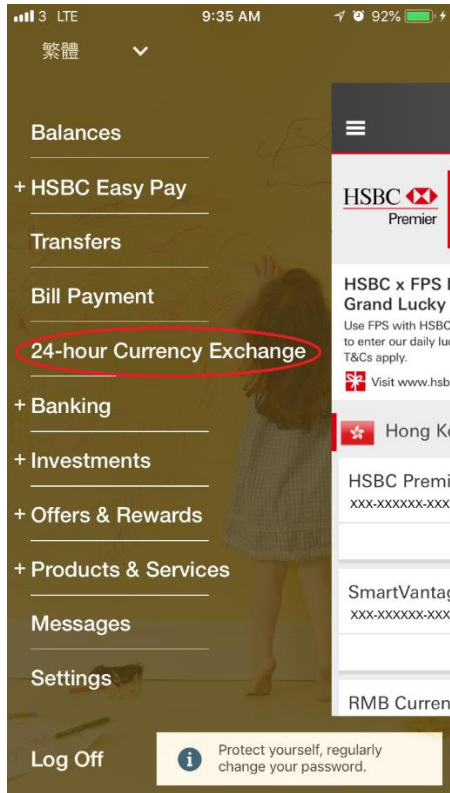 3 LTE 9:35 AM 92%
繁體
Balances
+ HSBC Easy Pay
Transfers
Bill Payment
24-hour Currency Exchange
+ Banking
+ Investments
+ Offers & Rewards
+ Products & Services
Messages
Settings
Log Off
HSBC
Premier
HSBC x FPS
Grand Lucky
Use FPS with HSBC
to enter our daily
T&Cs apply.
Visit www.hsb
Hong K
HSBC Premi
XXX-XXXXXX-XXX
SmartVantag
XXX-XXXXXX-XXX
RMB Curren
Protect yourself, regularly
change your password.